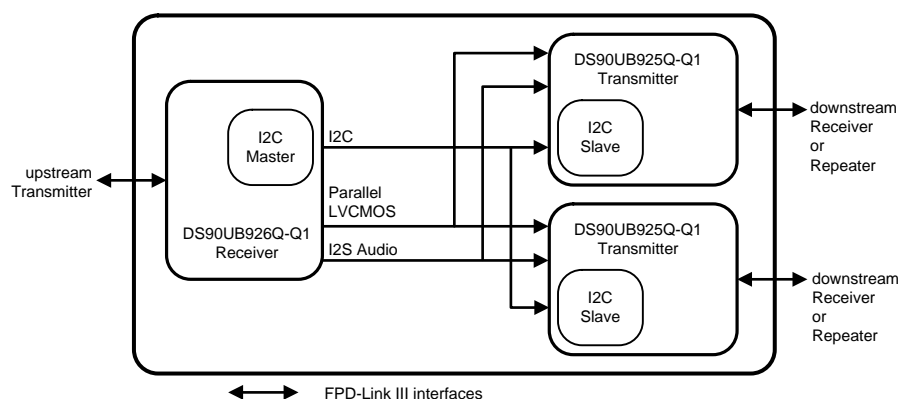 upstream
Transmitter
I2C
Master
DS90UB926Q-Q1
Receiver
I2C
Parallel
LVCMOS
I2S Audio
DS90UB925Q-Q1
Transmitter
I2C
Slave
downstream
Receiver
or
Repeater
DS90UB925Q-Q1
Transmitter
I2C
Slave
downstream
Receiver
or
Repeater
FPD-Link III interfaces